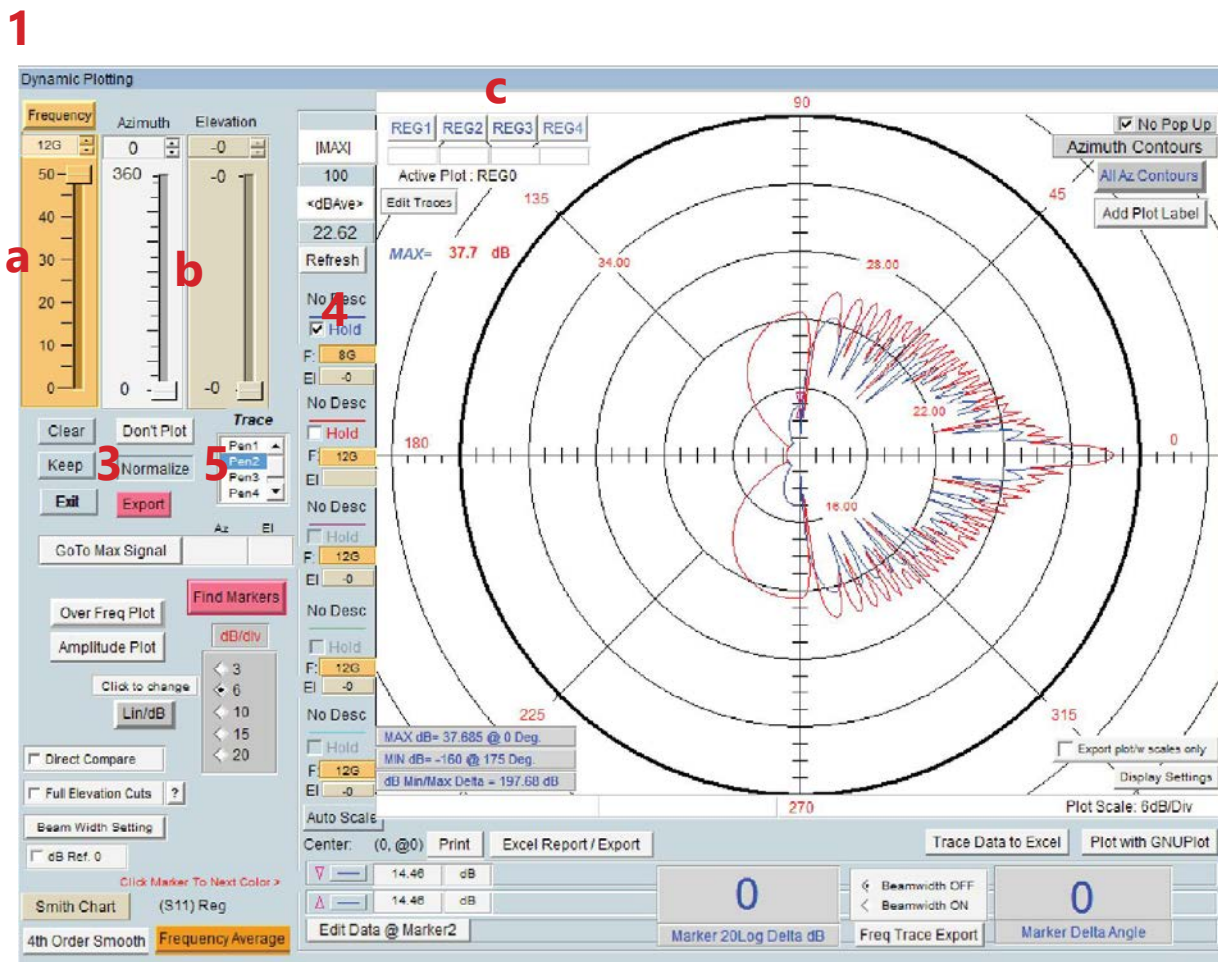 1
Dynamic Plotting
c
Frequency Azimuth Elevation
12G 0 -0
50 360 -0
40
30
20
10
0 0 -0
a
b
Clear Don't Plot Trace
Keep 3 Normalize 5
Pen1
Pen2
Pen3
Pen4
Exit Export
Az El
GoTo Max Signal
Over Freq Plot Find Markers
Amplitude Plot dB/div
Click to change
Lin/dB
3
6
10
15
20
Direct Compare
Full Elevation Cuts ?
Beam Width Setting
dB Ref. 0
Click Marker To Next Color >
Smith Chart (S11) Reg
4th Order Smooth Frequency Average
|MAX|
100
<dBAve>
22.62
Refresh
No Desc
4
Hold
F: 8G
El -0
No Desc
Hold
F: 12G
El
No Desc
Hold
F: 12G
El -0
No Desc
Hold
F: 12G
El -0
No Desc
Hold
F: 12G
El -0
Auto Scale
REG1 REG2 REG3 REG4
Active Plot : REG0
Edit Traces
MAX= 37.7 dB
90
No Pop Up
Azimuth Contours
All Az Contours
Add Plot Label
135 45
34.00 28.00
22.00
180 0
16.00
225 315
270
MAX dB= 37.685 @ 0 Deg.
MIN dB= -160 @ 175 Deg.
dB Min/Max Delta = 197.68 dB
Export plot/w scales only
Display Settings
Plot Scale: 6dB/Div
Center: (0, @0) Print Excel Report / Export Trace Data to Excel Plot with GNUPlot
14.46 dB
14.46 dB
Edit Data @ Marker2
0
Marker 20Log Delta dB
Beamwidth OFF
Beamwidth ON
Freq Trace Export
0
Marker Delta Angle